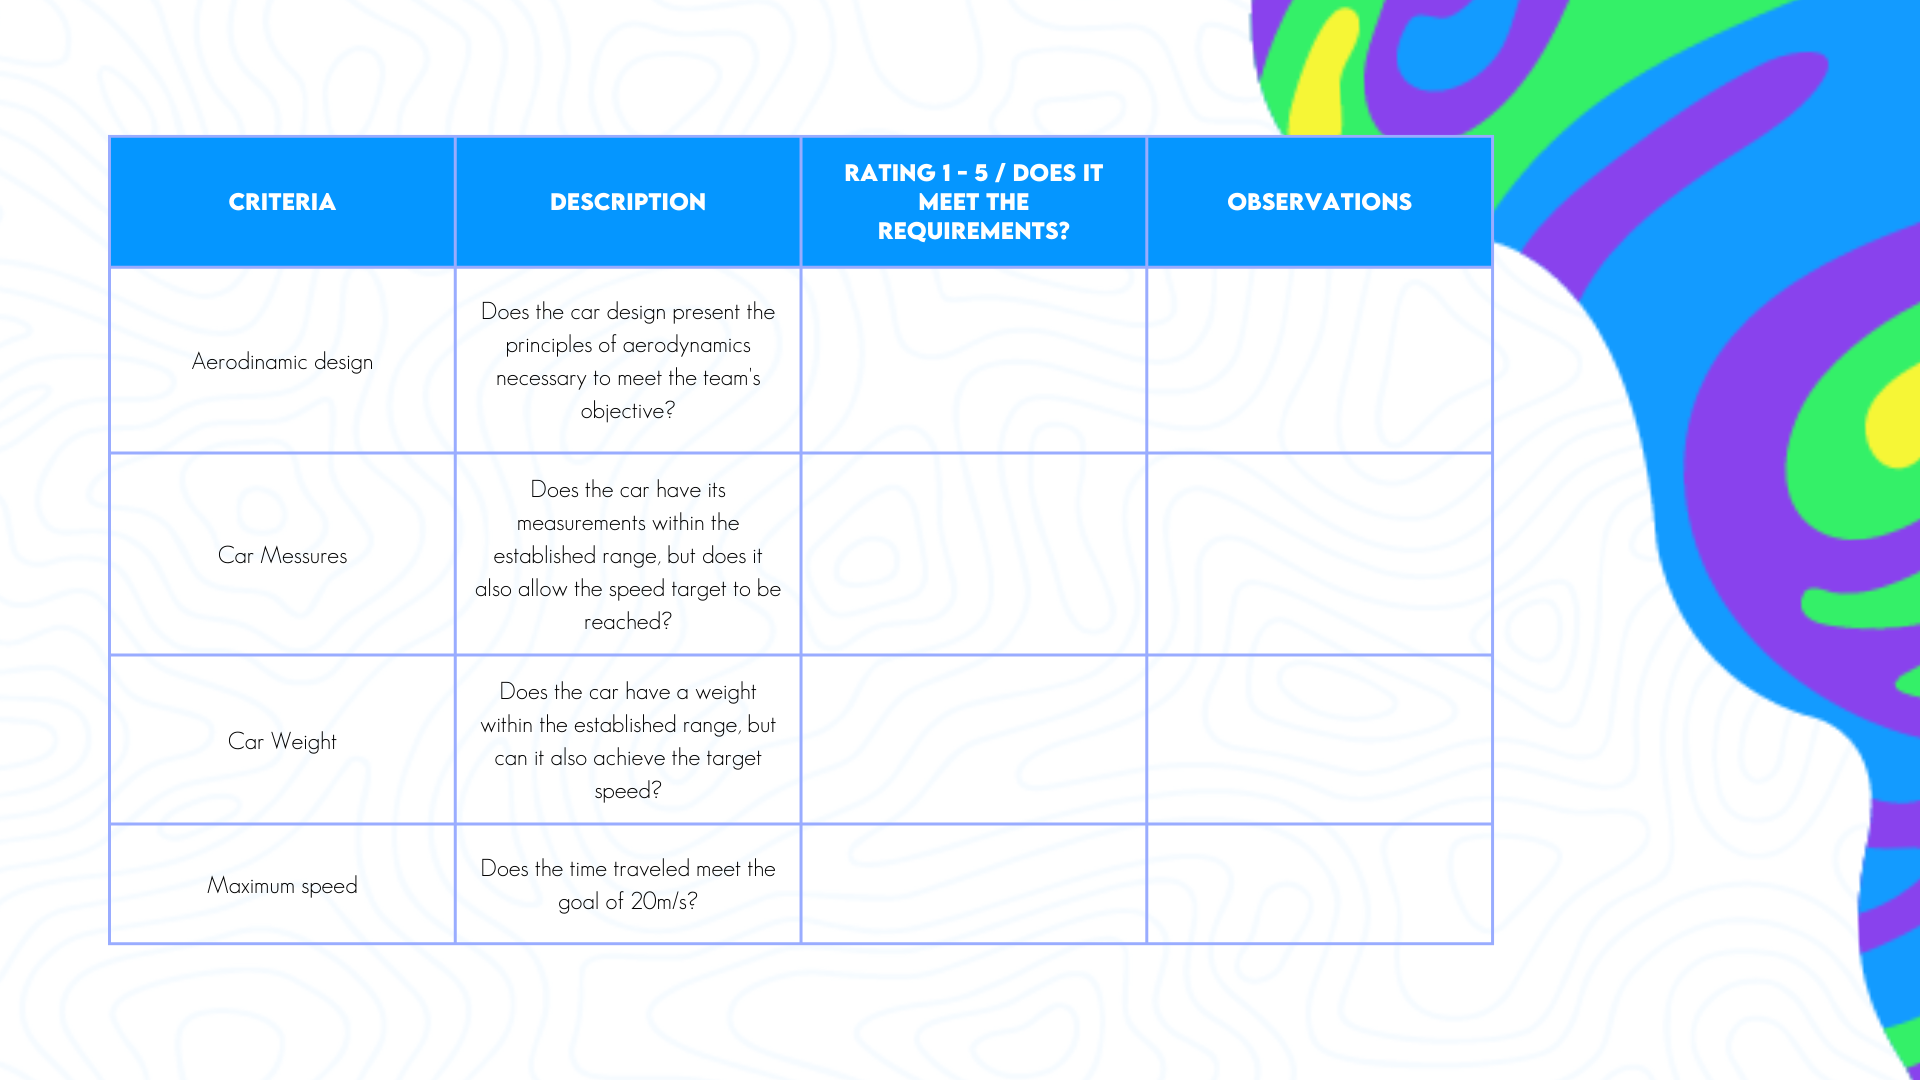 CRITERIA
DESCRIPTION
RATING 1 - 5 / DOES IT
MEET THE
REQUIREMENTS?
OBSERVATIONS
Aerodinamic design
Does the car design present the
principles of aerodynamics
necessary to meet the team's
objective?
Car Messures
Does the car have its
measurements within the
established range, but does it
also allow the speed target to be
reached?
Car Weight
Does the car have a weight
within the established range, but
can it also achieve the target
speed?
Maximum speed
Does the time traveled meet the
goal of 20m/s?